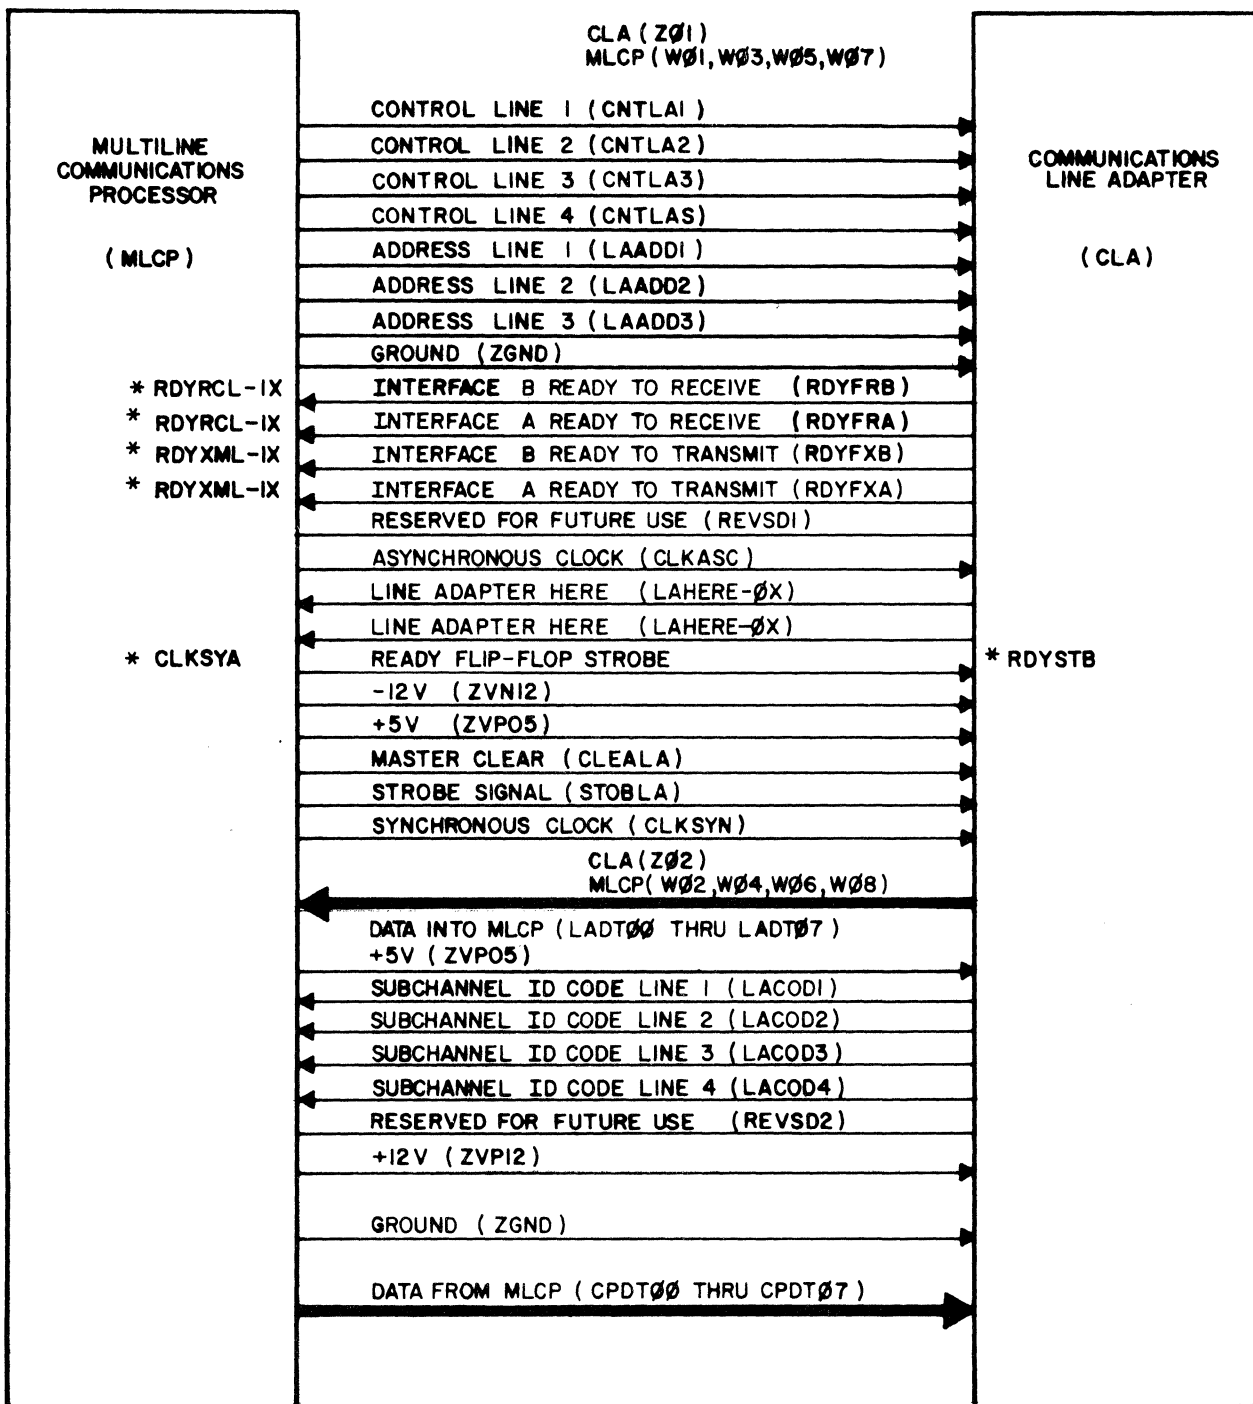 CLA (ZØ1)
MLCP (WØ1,WØ3,WØ5,WØ7)
MULTILINE
COMMUNICATIONS
PROCESSOR
(MLCP)
COMMUNICATIONS
LINE ADAPTER
(CLA)
CONTROL LINE 1 (CNTLA1)
CONTROL LINE 2 (CNTLA2)
CONTROL LINE 3 (CNTLA3)
CONTROL LINE 4 (CNTLAS)
ADDRESS LINE 1 (LAADD1)
ADDRESS LINE 2 (LAADD2)
ADDRESS LINE 3 (LAADD3)
GROUND (ZGND)
* RDYRCL-1X INTERFACE B READY TO RECEIVE (RDYFRB)
* RDYRCL-1X INTERFACE A READY TO RECEIVE (RDYFRA)
* RDYXML-1X INTERFACE B READY TO TRANSMIT (RDYFXB)
* RDYXML-1X INTERFACE A READY TO TRANSMIT (RDYFXA)
RESERVED FOR FUTURE USE (REVSD1)
ASYNCHRONOUS CLOCK (CLKASC)
LINE ADAPTER HERE (LAHERE-ØX)
LINE ADAPTER HERE (LAHERE-ØX)
* CLKSYA READY FLIP-FLOP STROBE * RDYSTB
-12V (ZVN12)
+5V (ZVPO5)
MASTER CLEAR (CLEALA)
STROBE SIGNAL (STOBLA)
SYNCHRONOUS CLOCK (CLKSYN)
CLA (ZØ2)
MLCP (WØ2,WØ4,WØ6,WØ8)
DATA INTO MLCP (LADTØØ THRU LADTØ7)
+5V (ZVPO5)
SUBCHANNEL ID CODE LINE 1 (LACOD1)
SUBCHANNEL ID CODE LINE 2 (LACOD2)
SUBCHANNEL ID CODE LINE 3 (LACOD3)
SUBCHANNEL ID CODE LINE 4 (LACOD4)
RESERVED FOR FUTURE USE (REVSD2)
+12V (ZVP12)
GROUND (ZGND)
DATA FROM MLCP (CPDTØØ THRU CPDTØ7)